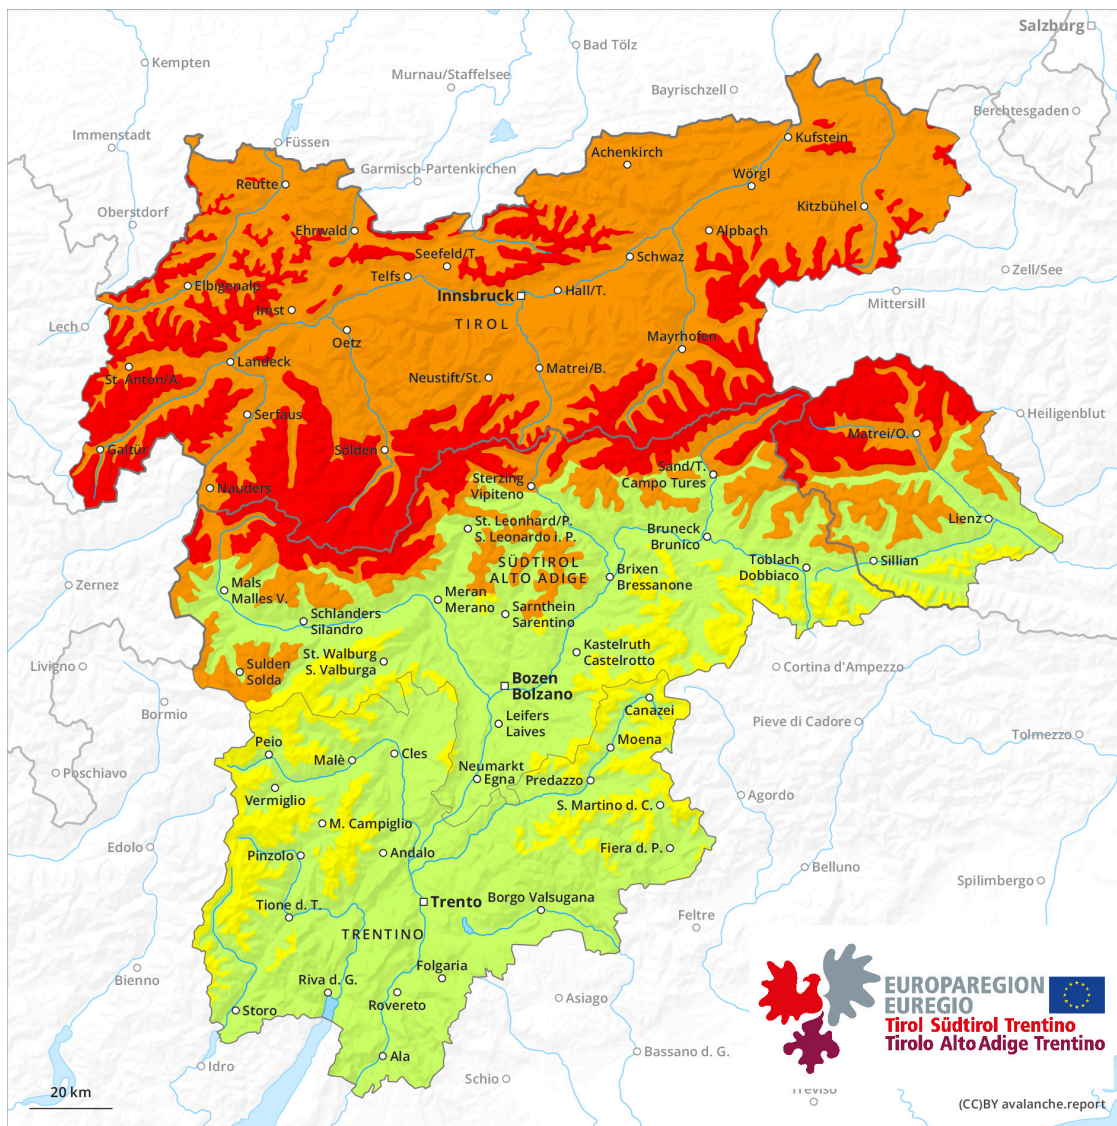 Salzburg
Bad Tölz
Kempten
Murnau/Staffelsee
Bayrischzell
Berchtesgaden
Immenstadt
Füssen
Kufstein
Achenkirch
Garmisch-Partenkirchen
Wörgl
Reutte
Kitzbühel
Oberstdorf
Ehrwald
Alpbach
Seefeld/T.
Schwaz
Zell/See
Telfs
Elbigenalp
Innsbruck
Hall/T.
Mittersill
Imst
Lech
TIROL
Oetz
Mayrhofen
Landeck
Matrei/B.
St. Anton/A.
Neustift/St.
Serfaus
Heiligenblut
Matrei/O.
Galtür
Sölden
Sand/T.
Campo Tures
Sterzing
Vipiteno
Nauders
Lienz
St. Leonhard/P.
S. Leonardo i. P.
Bruneck
Brunico
SÜDTIROL
ALTO ADIGE
Toblach
Dobbiaco
Sillian
Brixen
Bressanone
Zernez
Mals
Malles V.
Meran
Merano
Sarnthein
Sarentino
Schlanders
Silandro
Kastelruth
Castelrotto
St. Walburg
S. Valburga
Livigno
Sulden
Solda
Cortina d'Ampezzo
Bozen
Bolzano
Canazei
Bormio
Leifers
Laives
Pieve di Cadore
Tolmezzo
Peio
Moena
Cles
Malè
Neumarkt
Egna
Predazzo
Poschiavo
Vermiglio
Agordo
S. Martino d. C.
M. Campiglio
Edolo
Pinzolo
Andalo
Fiera d. P.
Belluno
Spilimbergo
Trento
Borgo Valsugana
Tione d. T.
Feltre
TRENTINO
Folgaria
Bienno
Riva d. G.
Rovereto
Asiago
Storo
EUROPAREGION
EUREGIO
Tirol Südtirol Trentino
Tirolo Alto Adige Trentino
Ala
Bassano d. G.
Idro
Schio
Treviso
20 km
(CC)BY avalanche.report